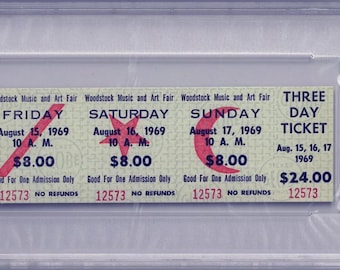 Woodstock Music and Art Fair
FRIDAY
August 15, 1969
10 A. M.
$8.00
Good For One Admission Only
12573 NO REFUNDS
Woodstock Music and Art Fair
SATURDAY
August 16, 1969
10 A. M.
$8.00
Good For One Admission Only
12573 NO REFUNDS
Woodstock Music and Art Fair
SUNDAY
August 17, 1969
10 A. M.
$8.00
Good For One Admission Only
12573 NO REFUNDS
THREE
DAY
TICKET
Aug. 15, 16, 17
1969
$24.00
12573